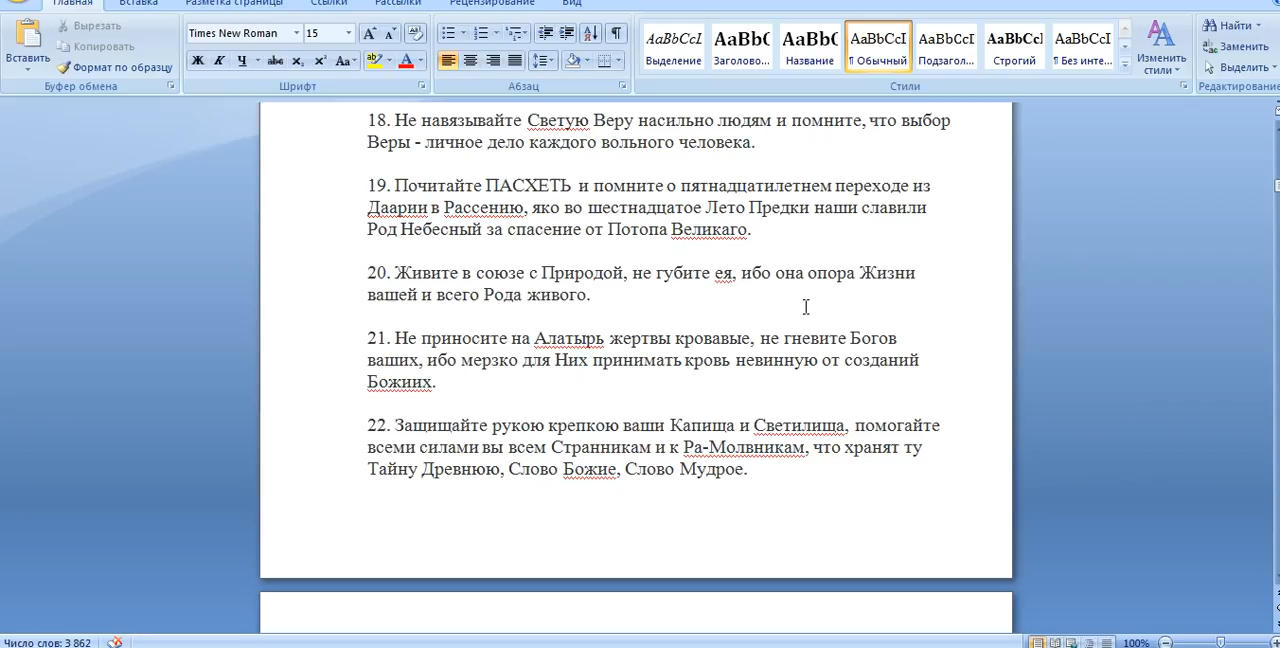 Главная Вставка Разметка страницы Ссылки Рассылки Рецензирование Вид
Вставить
Вырезать
Копировать
Формат по образцу
Буфер обмена
Times New Roman 15
Ж К Ч abc x₂ x² Aa
Шрифт
Абзац
AaBbCcI AaBbC AaBbC AaBbCcI AaBbCcI AaBbCc AaBbCcI
Выделение Заголово... Название ¶ Обычный Подзагол... Строгий ¶ Без инте...
Изменить стили
Стили
Найти
Заменить
Выделить
Редактирование
18. Не навязывайте Светую Веру насильно людям и помните, что выбор
Веры - личное дело каждого вольного человека.
19. Почитайте ПАСХЕТЬ и помните о пятнадцатилетнем переходе из
Даарии в Рассению, яко во шестнадцатое Лето Предки наши славили
Род Небесный за спасение от Потопа Великаго.
20. Живите в союзе с Природой, не губите ея, ибо она опора Жизни
вашей и всего Рода живого.
21. Не приносите на Алатырь жертвы кровавые, не гневите Богов
ваших, ибо мерзко для Них принимать кровь невинную от созданий
Божиих.
22. Защищайте рукою крепкою ваши Капища и Светилища, помогайте
всеми силами вы всем Странникам и к Ра-Молвникам, что хранят ту
Тайну Древнюю, Слово Божие, Слово Мудрое.
Число слов: 3 862
100%